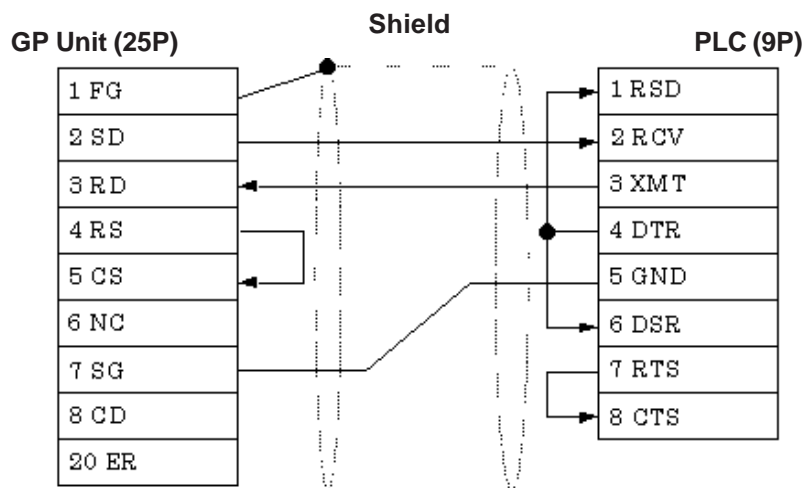 Shield
GP Unit (25P)
PLC (9P)
1 FG
2 SD
3 RD
4 RS
5 CS
6 NC
7 SG
8 CD
20 ER
1 RSD
2 RCV
3 XMT
4 DTR
5 GND
6 DSR
7 RTS
8 CTS